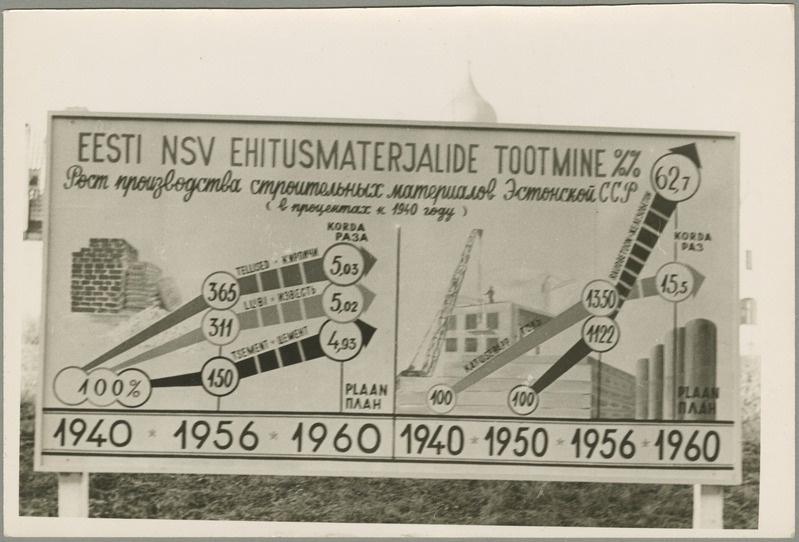 EESTI NSV EHITUSMATERJALIDE TOOTMINE %%
Рост производства строительных материалов Эстонской ССР
( в процентах к 1940 году )
KORDA
РАЗА
TELLISED - КИРПИЧИ
365
5,03
LUBI - ИЗВЕСТЬ
311
5,02
TSEMENT - ЦЕМЕНТ
100%
150
4,93
PLAAN
ПЛАН
1940 * 1956 * 1960
62,7
KORDA
РАЗ
1350
15,5
KATUSEPAPP
1122
100
100
PLAAN
ПЛАН
1940 * 1950 * 1956 * 1960